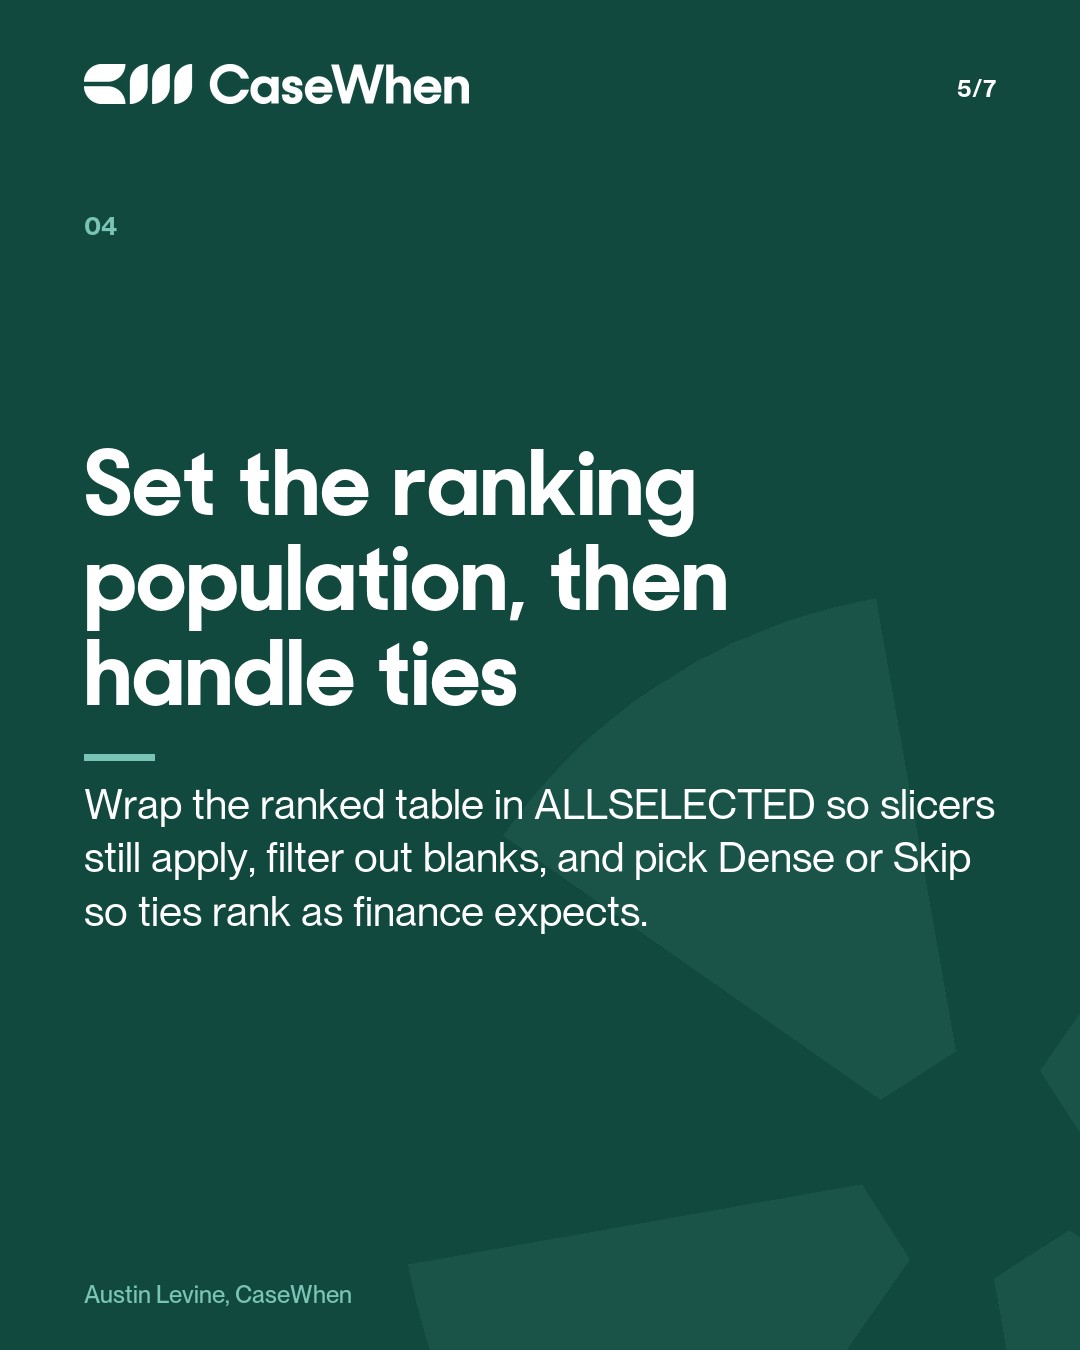 CaseWhen
5/7
04
Set the ranking
population, then
handle ties
Wrap the ranked table in ALLSELECTED so slicers
still apply, filter out blanks, and pick Dense or Skip
so ties rank as finance expects.
Austin Levine, CaseWhen